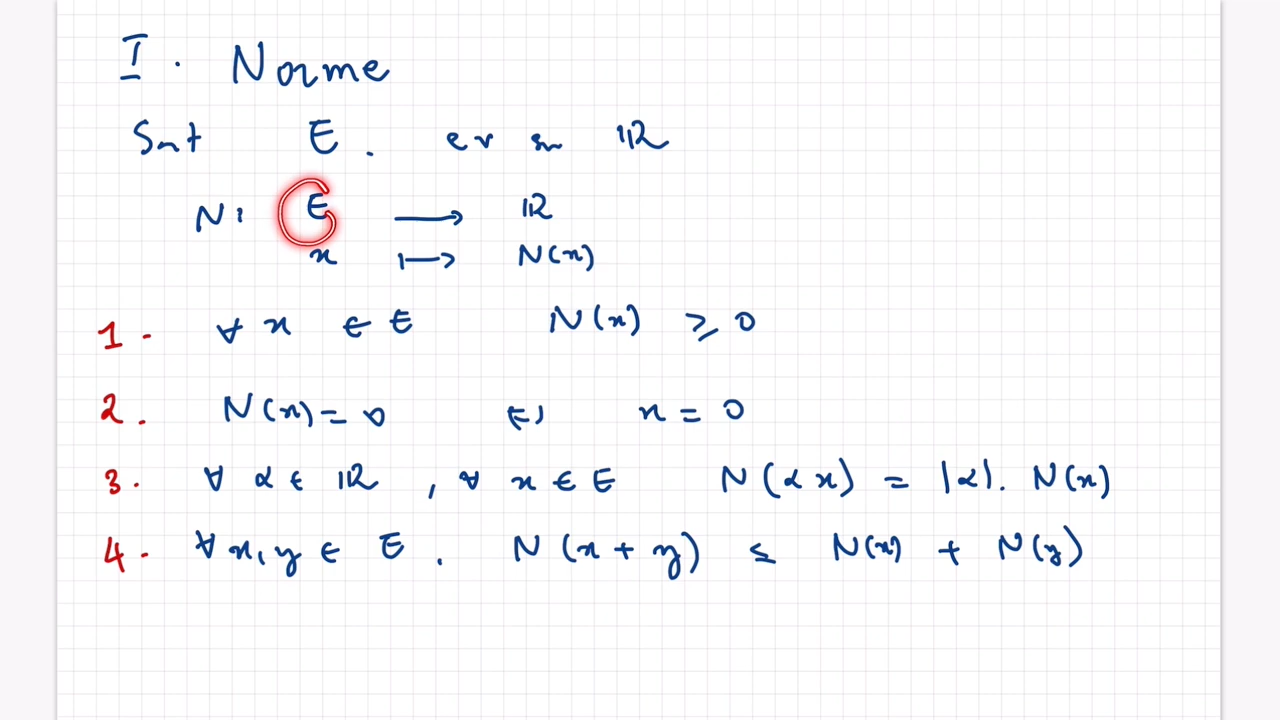 I. Norme
Soit E. ev sur ℝ
N: E ⟶ ℝ
x ⟼ N(x)
1. ∀ x ∈ E N(x) ≥ 0
2. N(x) = 0 ⟺ x = 0
3. ∀ α ∈ ℝ, ∀ x ∈ E N(αx) = |α|. N(x)
4. ∀ x, y ∈ E. N(x + y) ≤ N(x) + N(y)